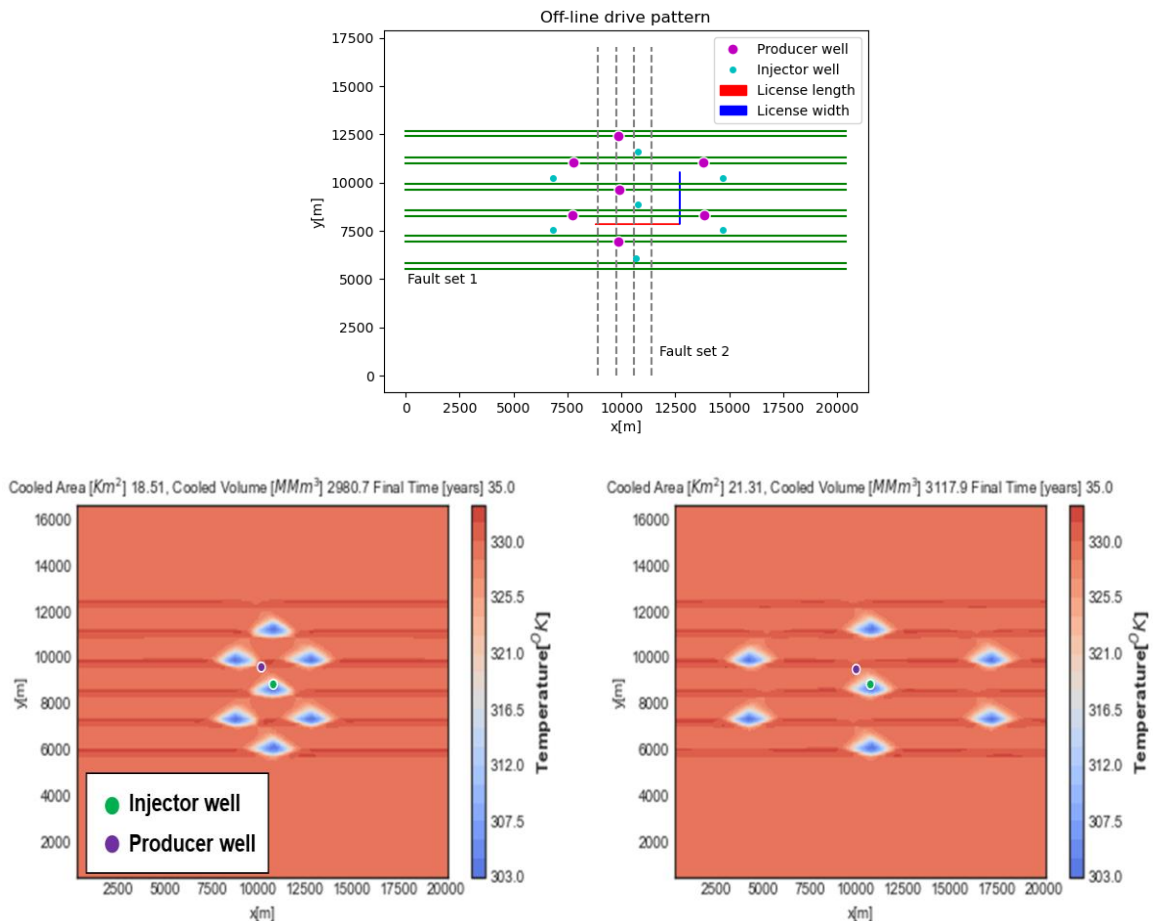 Off-line drive pattern
17500
15000
12500
10000
7500
5000
2500
0
y[m]
Producer well
Injector well
License length
License width
Fault set 1
Fault set 2
0 2500 5000 7500 10000 12500 15000 17500 20000
x[m]
Cooled Area [Km²] 18.51, Cooled Volume [MMm³] 2980.7 Final Time [years] 35.0
16000
14000
12000
10000
8000
6000
4000
2000
y[m]
Injector well
Producer well
2500 5000 7500 10000 12500 15000 17500 20000
x[m]
330.0
325.5
321.0
316.5
312.0
307.5
303.0
Temperature[°K]
Cooled Area [Km²] 21.31, Cooled Volume [MMm³] 3117.9 Final Time [years] 35.0
16000
14000
12000
10000
8000
6000
4000
2000
y[m]
2500 5000 7500 10000 12500 15000 17500 20000
x[m]
330.0
325.5
321.0
316.5
312.0
307.5
303.0
Temperature[°K]